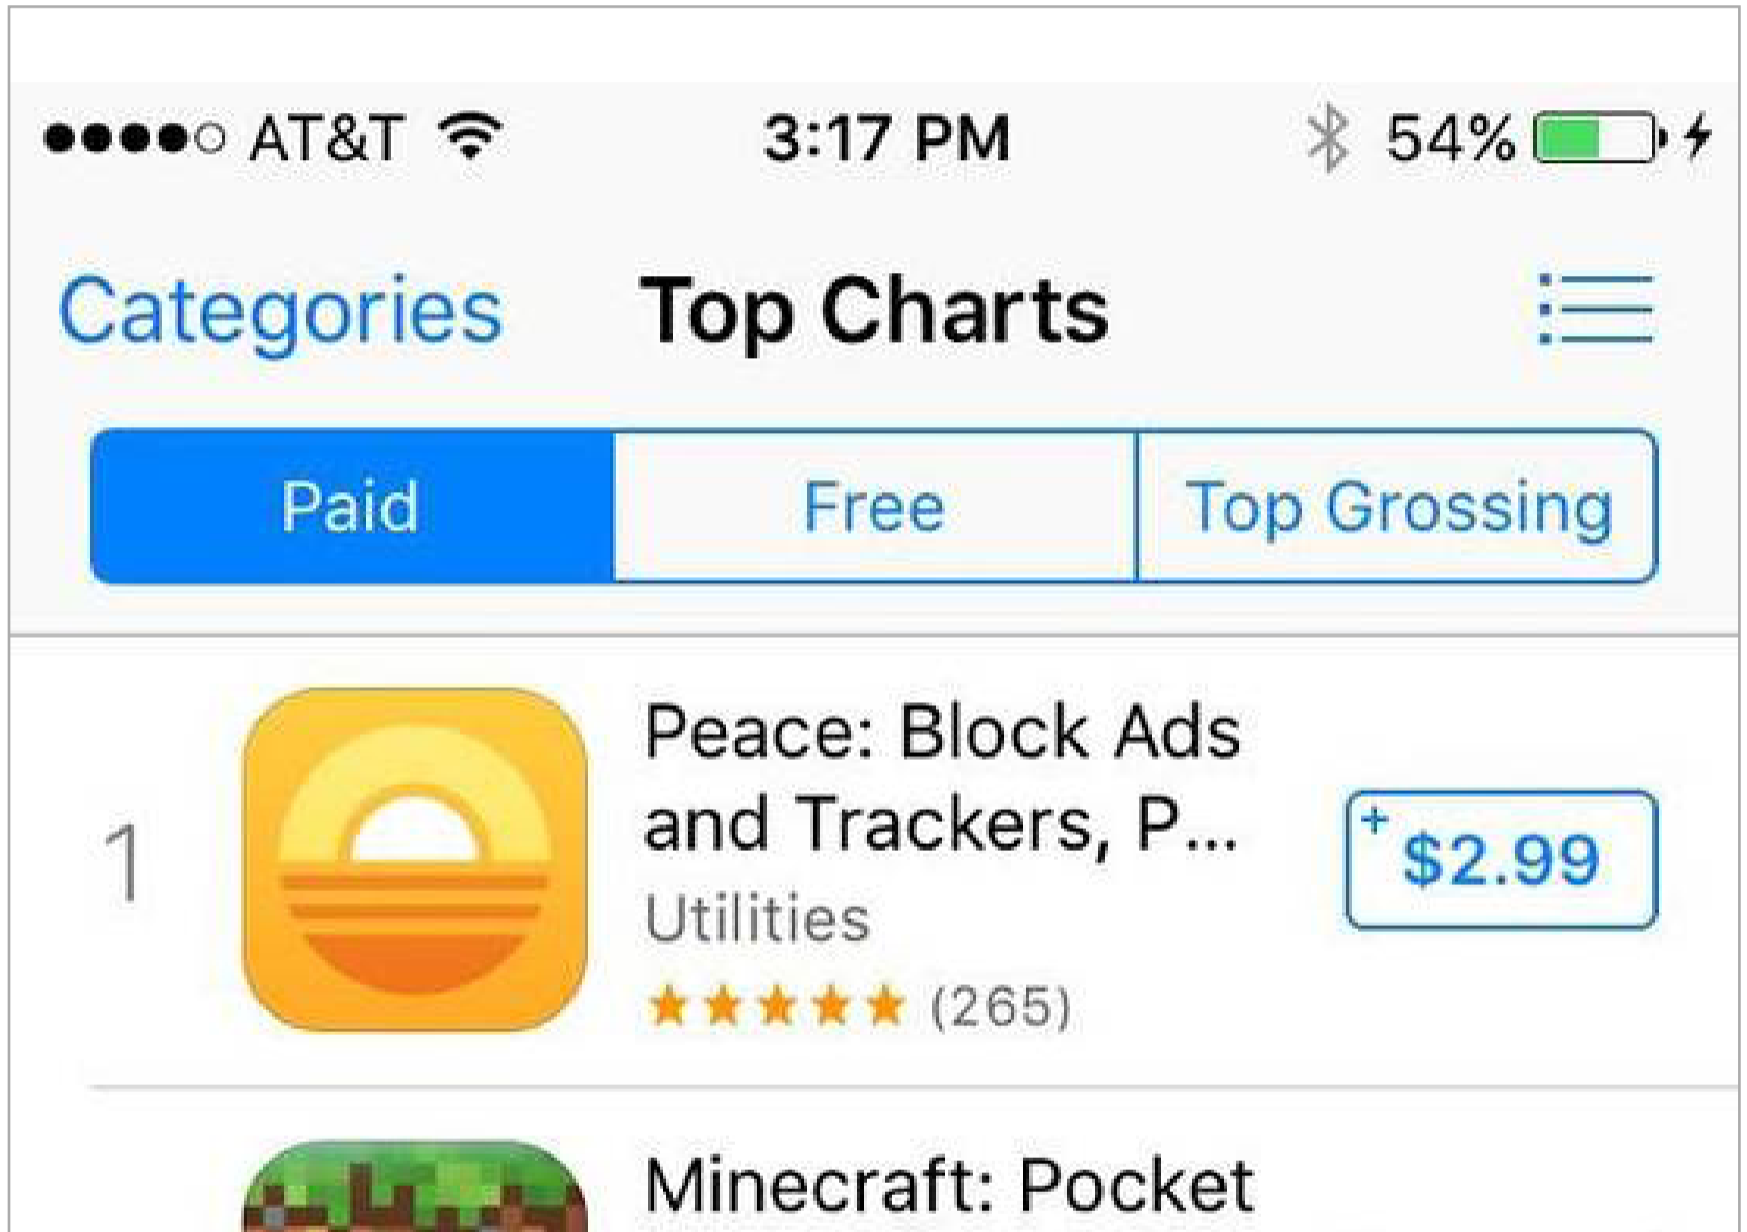 AT&T 3:17 PM 54%
Categories Top Charts
Paid Free Top Grossing
1
Peace: Block Ads
and Trackers, P...
Utilities
(265)
+ $2.99
Minecraft: Pocket